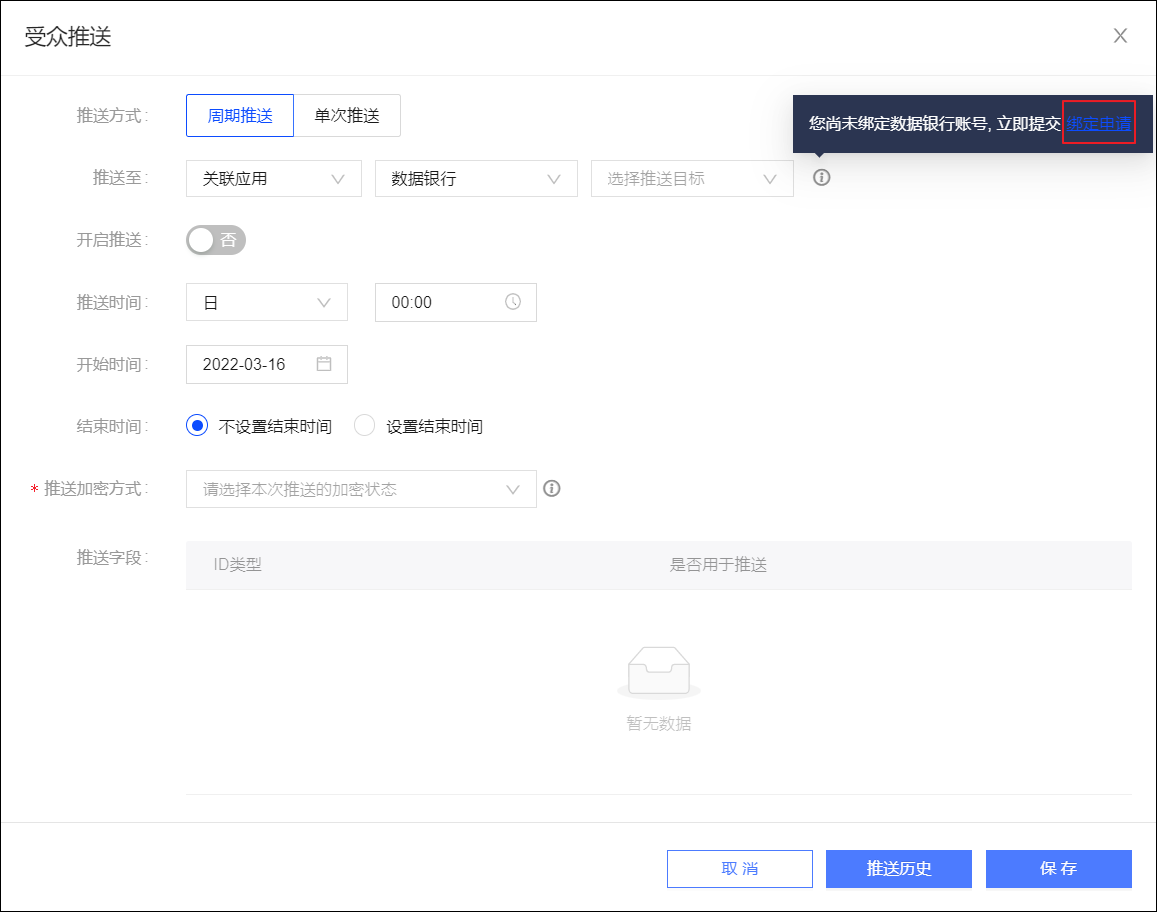 受众推送
推送方式: 周期推送 单次推送
您尚未绑定数据银行账号, 立即提交 绑定申请
推送至: 关联应用 数据银行 选择推送目标
开启推送: 否
推送时间: 日 00:00
开始时间: 2022-03-16
结束时间: 不设置结束时间 设置结束时间
* 推送加密方式: 请选择本次推送的加密状态
推送字段: ID类型 是否用于推送
暂无数据
取 消 推送历史 保 存